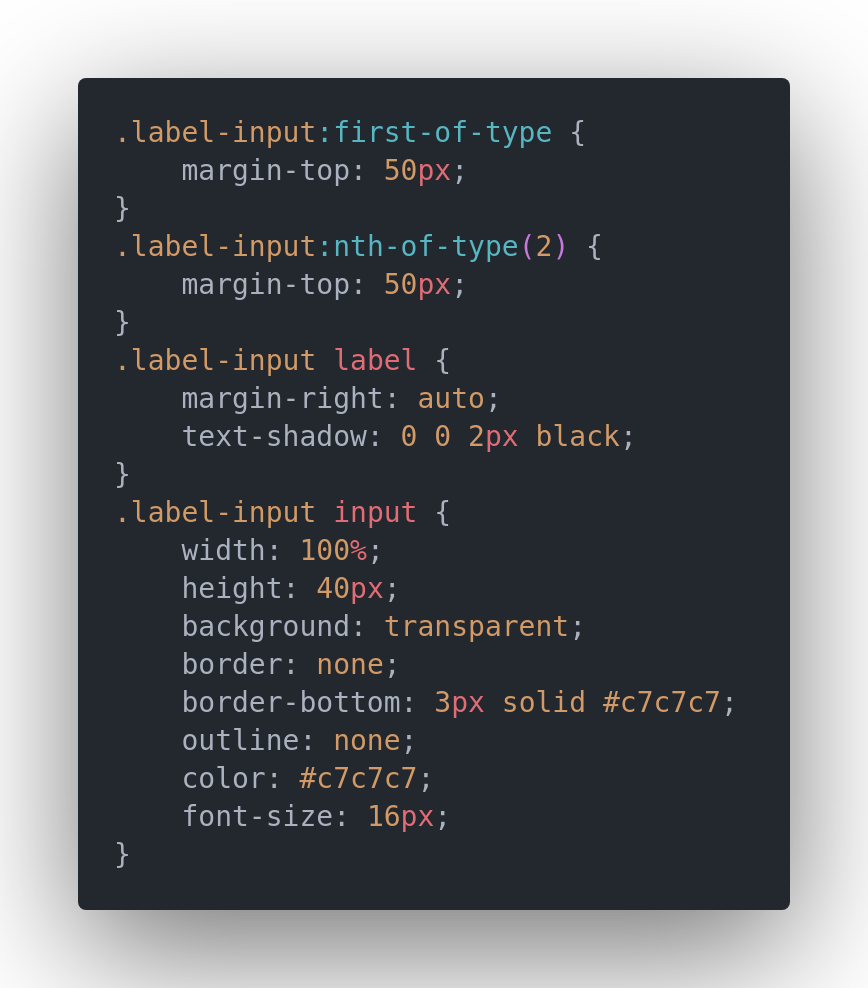 .label-input:first-of-type {
    margin-top: 50px;
}
.label-input:nth-of-type(2) {
    margin-top: 50px;
}
.label-input label {
    margin-right: auto;
    text-shadow: 0 0 2px black;
}
.label-input input {
    width: 100%;
    height: 40px;
    background: transparent;
    border: none;
    border-bottom: 3px solid #c7c7c7;
    outline: none;
    color: #c7c7c7;
    font-size: 16px;
}